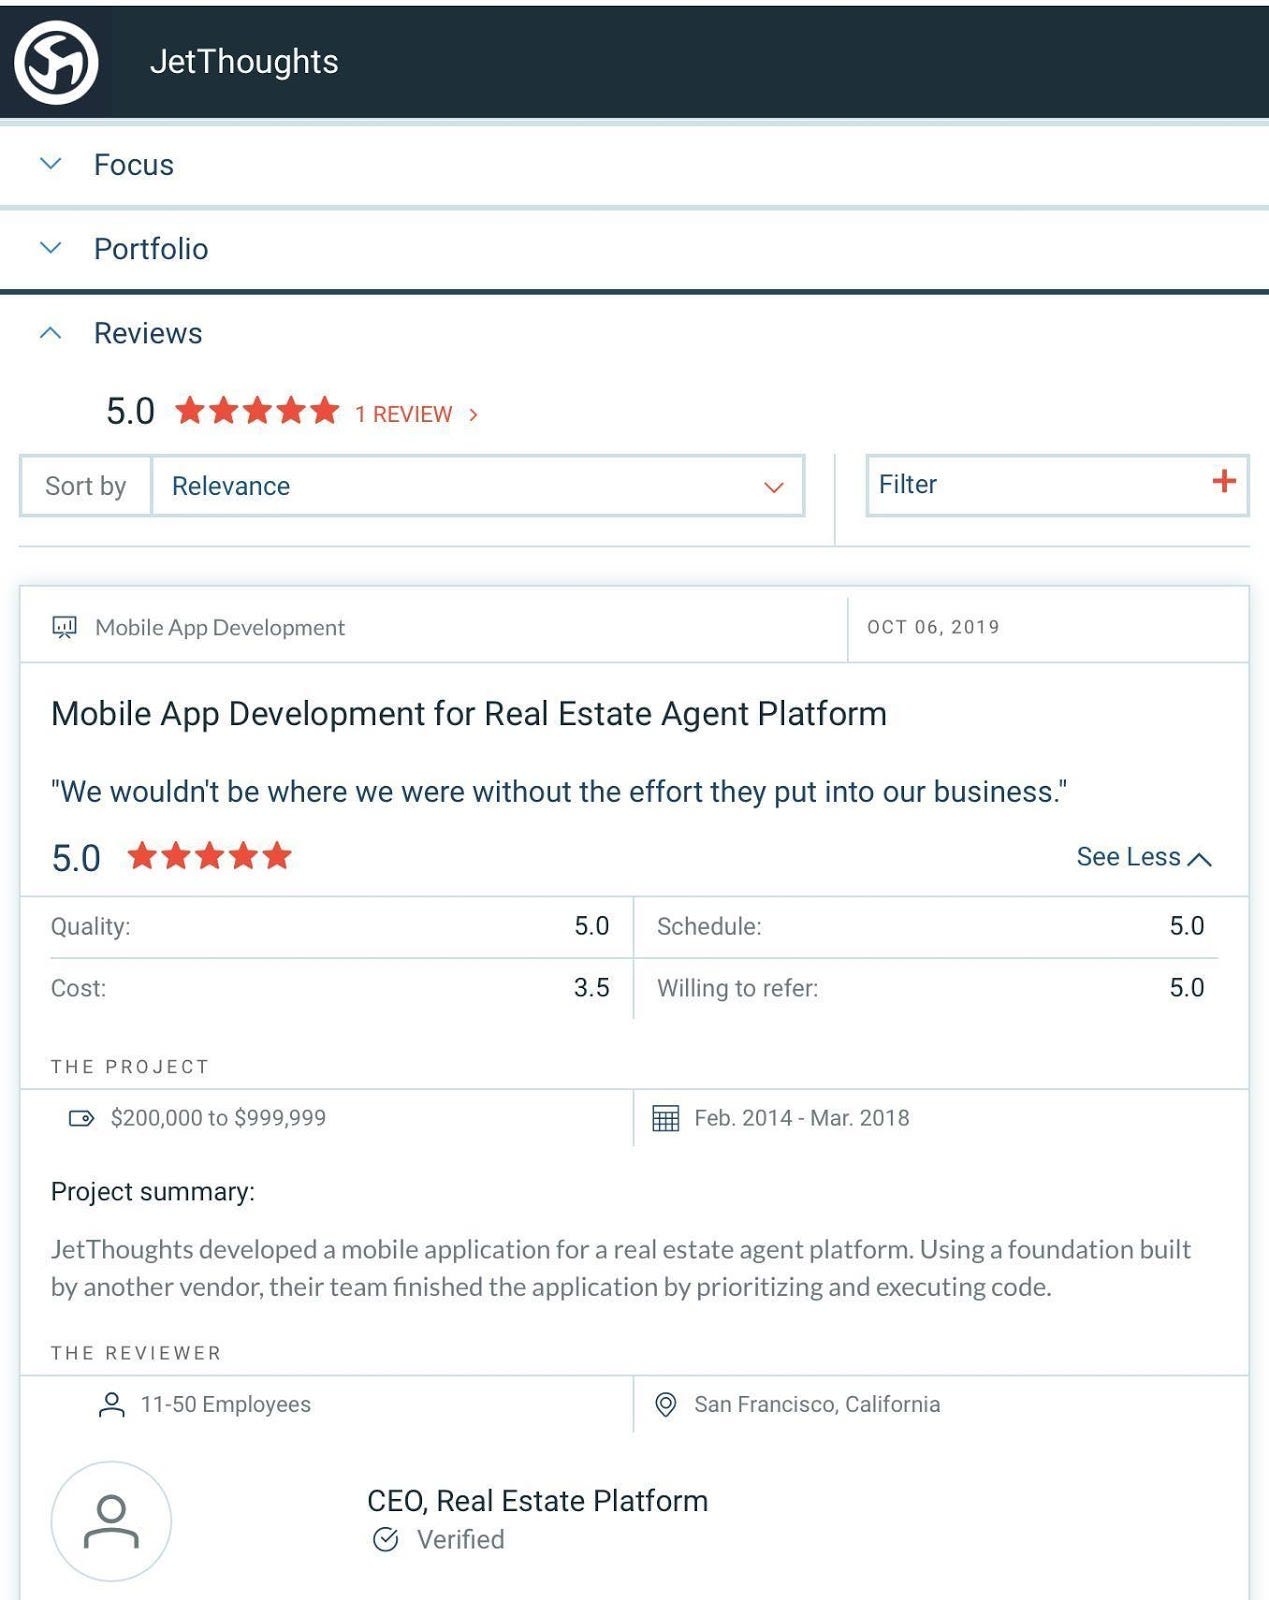 JetThoughts
Focus
Portfolio
Reviews
5.0 1 REVIEW >
Sort by Relevance
Filter +
Mobile App Development
OCT 06, 2019
Mobile App Development for Real Estate Agent Platform
"We wouldn't be where we were without the effort they put into our business."
5.0
See Less
Quality: 5.0
Schedule: 5.0
Cost: 3.5
Willing to refer: 5.0
THE PROJECT
$200,000 to $999,999
Feb. 2014 - Mar. 2018
Project summary:
JetThoughts developed a mobile application for a real estate agent platform. Using a foundation built
by another vendor, their team finished the application by prioritizing and executing code.
THE REVIEWER
11-50 Employees
San Francisco, California
CEO, Real Estate Platform
Verified